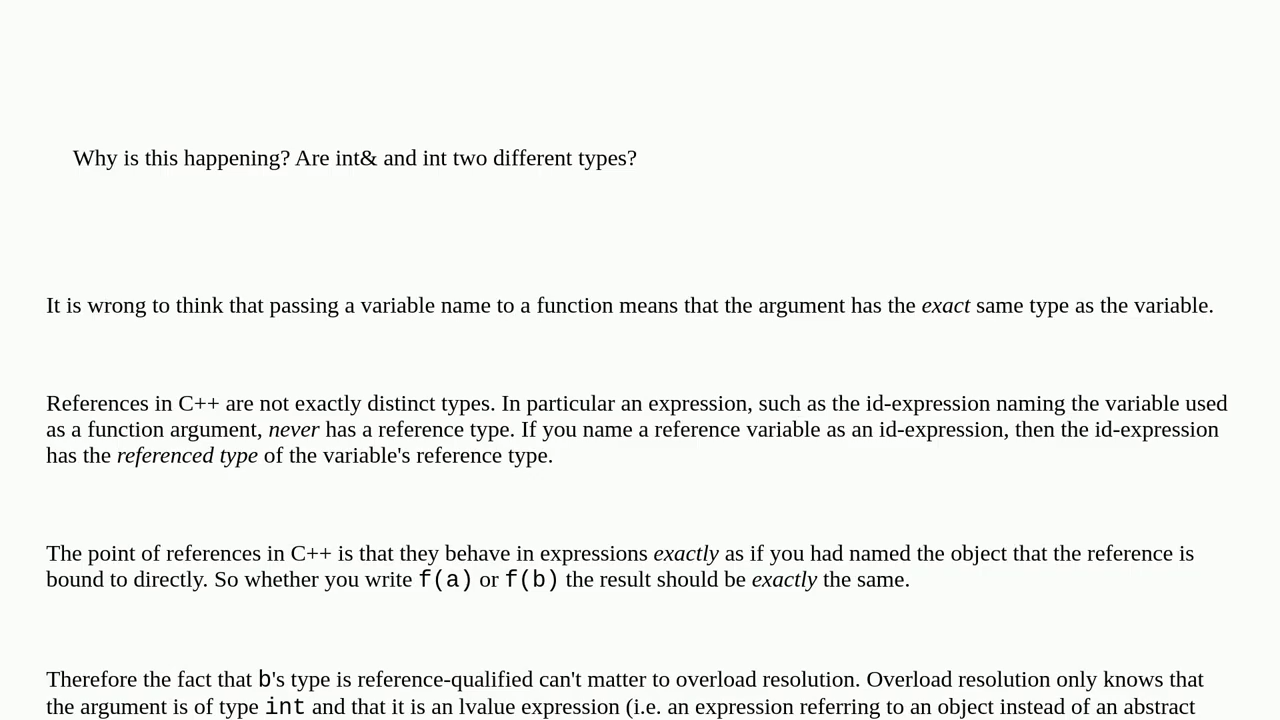 Why is this happening? Are int& and int two different types?
It is wrong to think that passing a variable name to a function means that the argument has the exact same type as the variable.
References in C++ are not exactly distinct types. In particular an expression, such as the id-expression naming the variable used
as a function argument, never has a reference type. If you name a reference variable as an id-expression, then the id-expression
has the referenced type of the variable's reference type.
The point of references in C++ is that they behave in expressions exactly as if you had named the object that the reference is
bound to directly. So whether you write f(a) or f(b) the result should be exactly the same.
Therefore the fact that b's type is reference-qualified can't matter to overload resolution. Overload resolution only knows that
the argument is of type int and that it is an lvalue expression (i.e. an expression referring to an object instead of an abstract